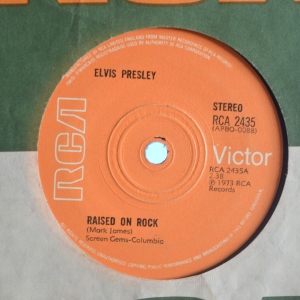 ELVIS PRESLEY
STEREO
RCA 2435
(APBO-0088)
RCA
Victor
RCA 2435A
2.38
℗ 1973 RCA
Records
RAISED ON ROCK
(Mark James)
Screen Gems-Columbia